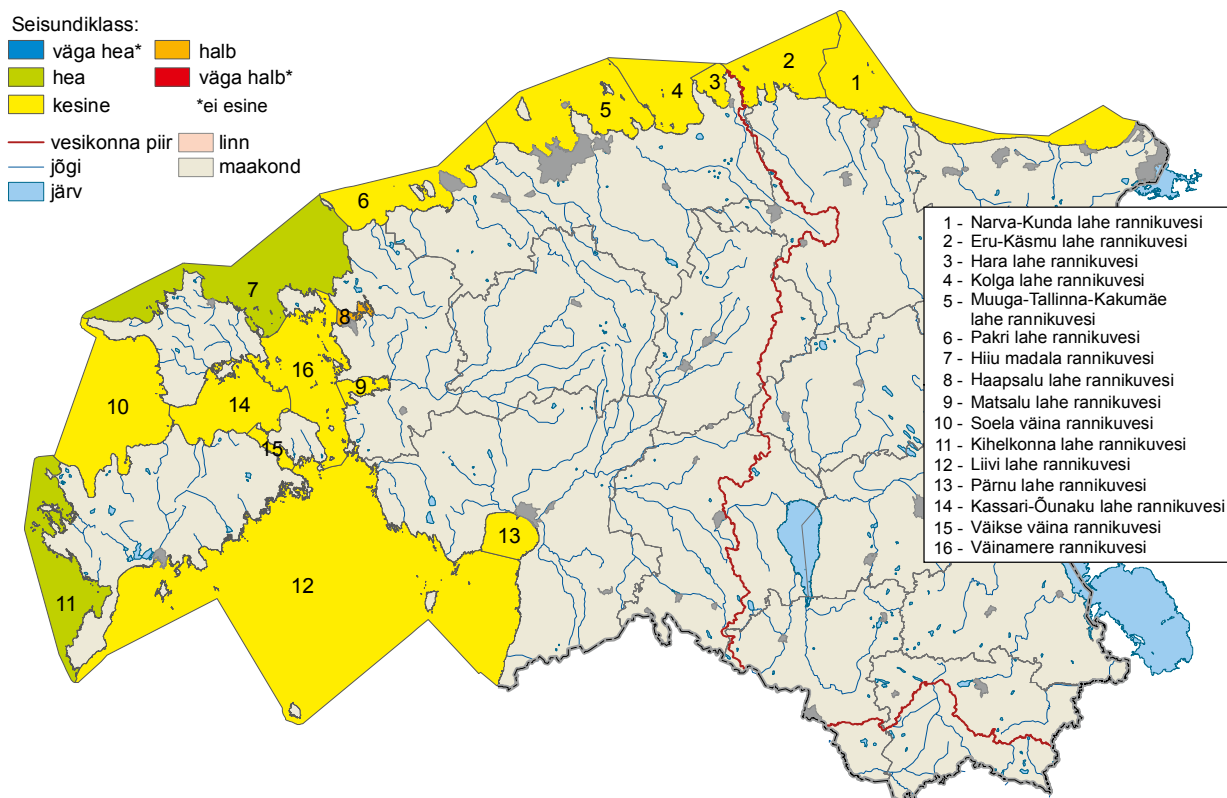 Seisundiklass:
väga hea*
halb
hea
väga halb*
kesine
*ei esine
vesikonna piir
linn
jõgi
maakond
järv
1
2
3
4
5
6
7
8
9
10
11
12
13
14
15
16
1 - Narva-Kunda lahe rannikuvesi
2 - Eru-Käsmu lahe rannikuvesi
3 - Hara lahe rannikuvesi
4 - Kolga lahe rannikuvesi
5 - Muuga-Tallinna-Kakumäe
lahe rannikuvesi
6 - Pakri lahe rannikuvesi
7 - Hiiu madala rannikuvesi
8 - Haapsalu lahe rannikuvesi
9 - Matsalu lahe rannikuvesi
10 - Soela väina rannikuvesi
11 - Kihelkonna lahe rannikuvesi
12 - Liivi lahe rannikuvesi
13 - Pärnu lahe rannikuvesi
14 - Kassari-Õunaku lahe rannikuvesi
15 - Väikse väina rannikuvesi
16 - Väinamere rannikuvesi